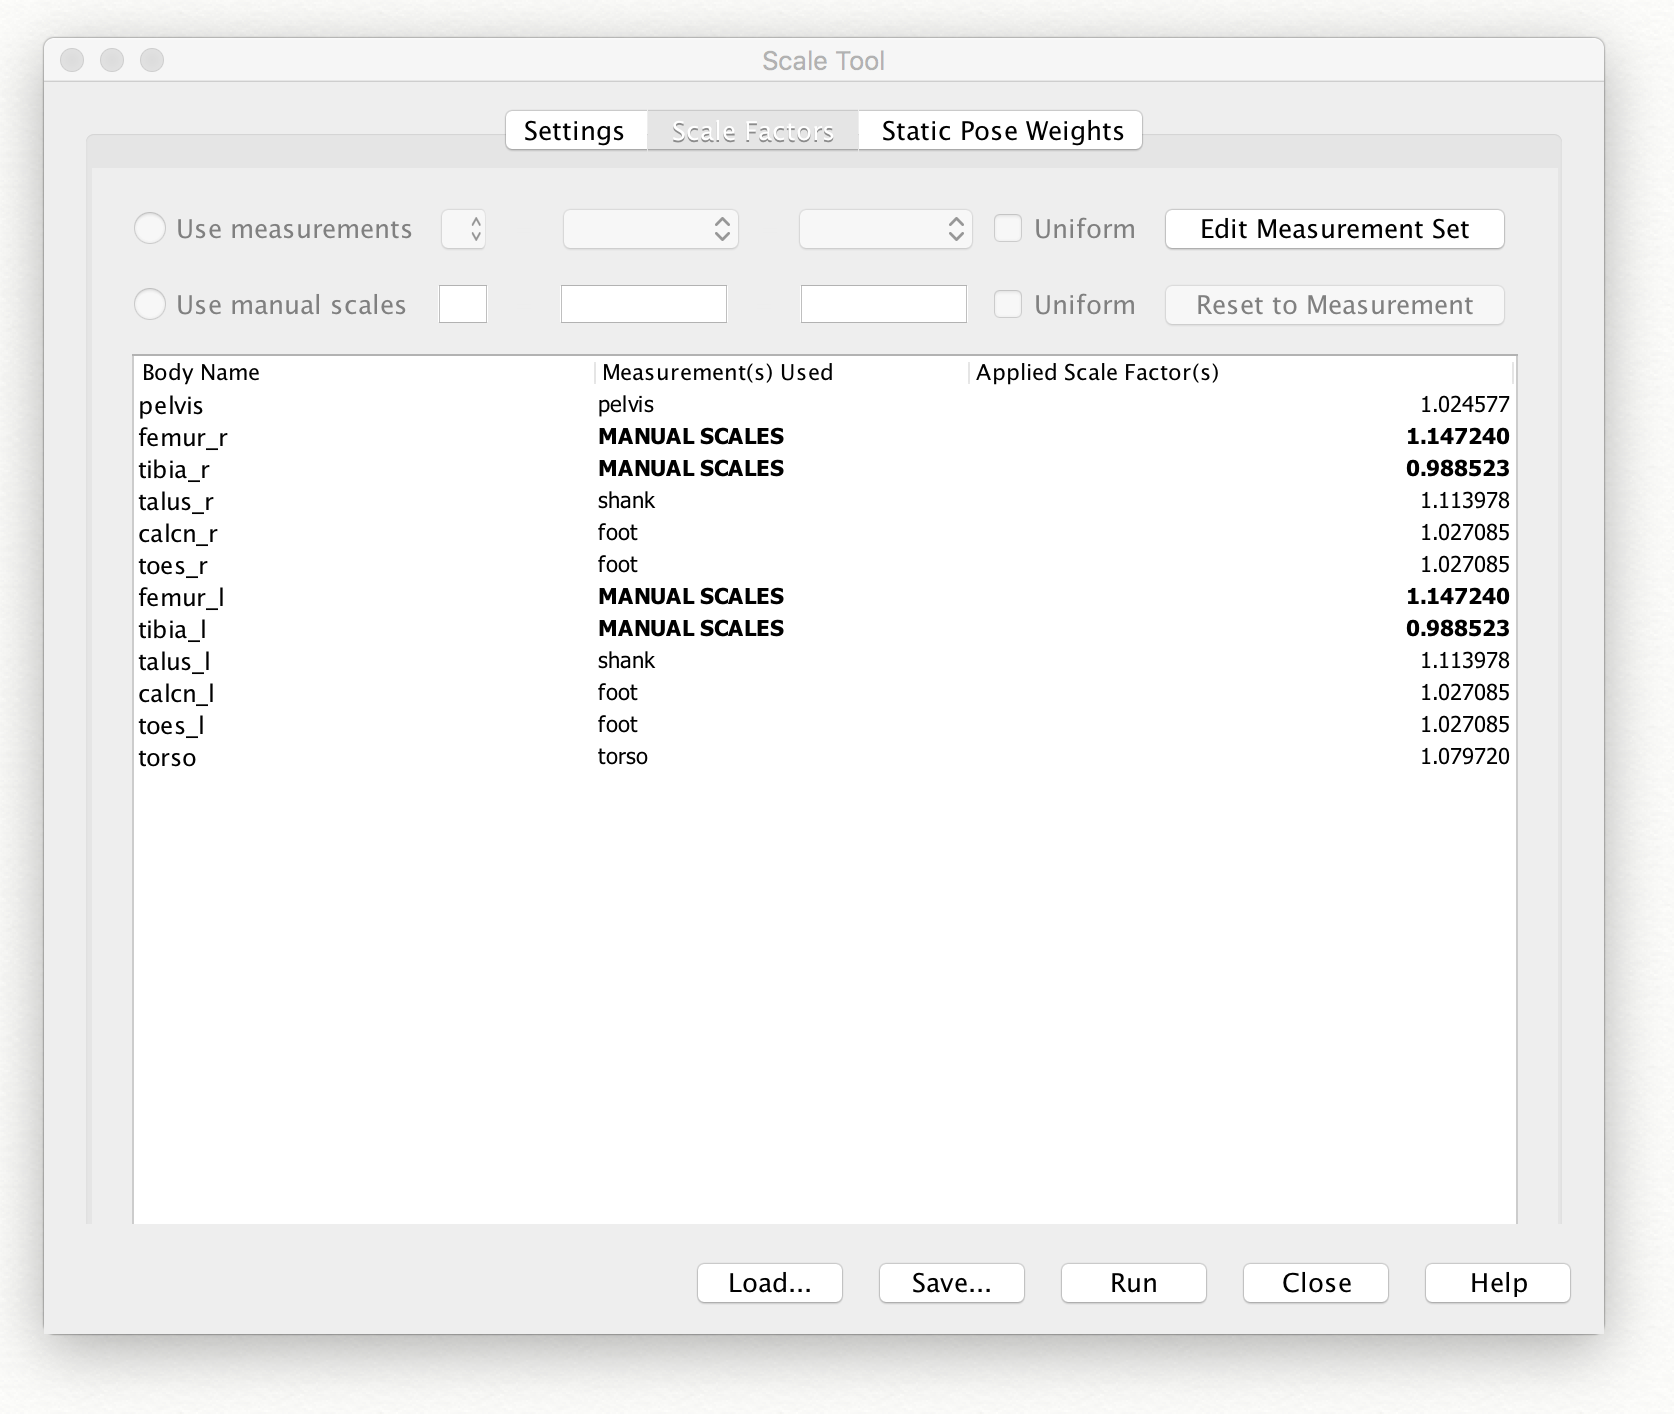 Scale Tool
Settings Scale Factors Static Pose Weights
Use measurements Uniform Edit Measurement Set
Use manual scales Uniform Reset to Measurement
Body Name Measurement(s) Used Applied Scale Factor(s)
pelvis pelvis 1.024577
femur_r MANUAL SCALES 1.147240
tibia_r MANUAL SCALES 0.988523
talus_r shank 1.113978
calcn_r foot 1.027085
toes_r foot 1.027085
femur_l MANUAL SCALES 1.147240
tibia_l MANUAL SCALES 0.988523
talus_l shank 1.113978
calcn_l foot 1.027085
toes_l foot 1.027085
torso torso 1.079720
Load... Save... Run Close Help